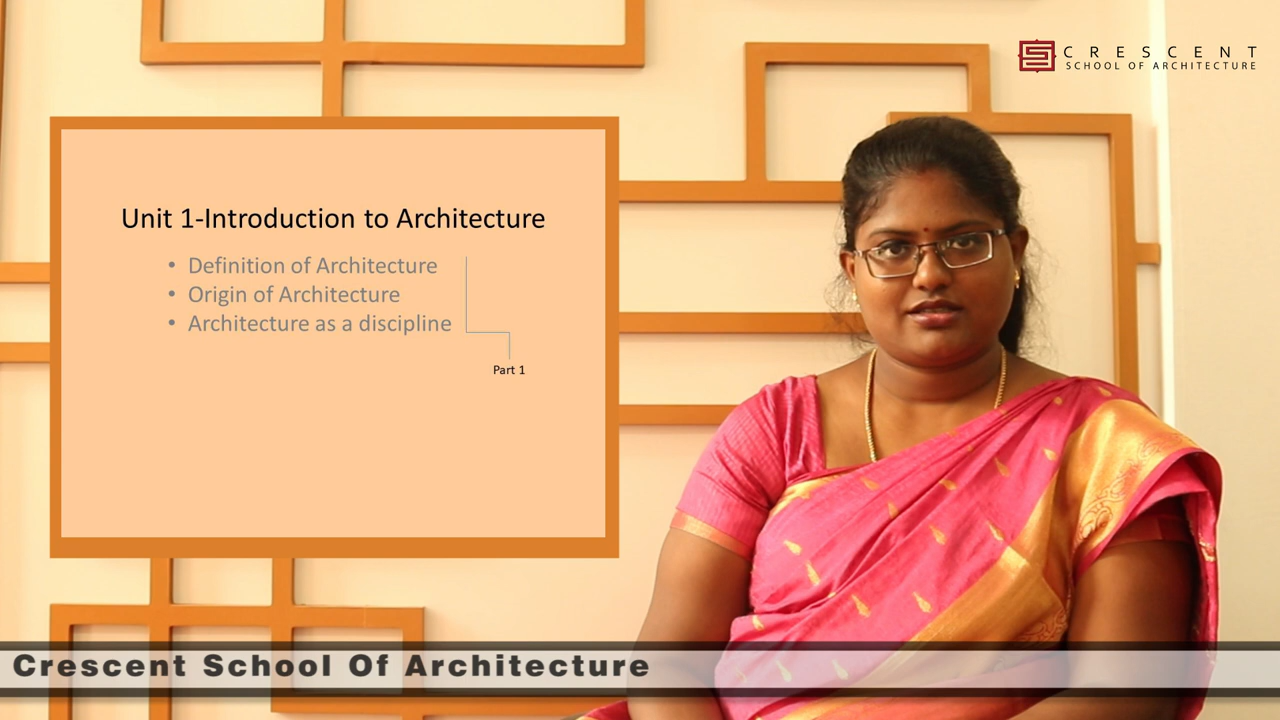 CRESCENT
SCHOOL OF ARCHITECTURE
Unit 1-Introduction to Architecture
• Definition of Architecture
• Origin of Architecture
• Architecture as a discipline
Part 1
Crescent School Of Architecture